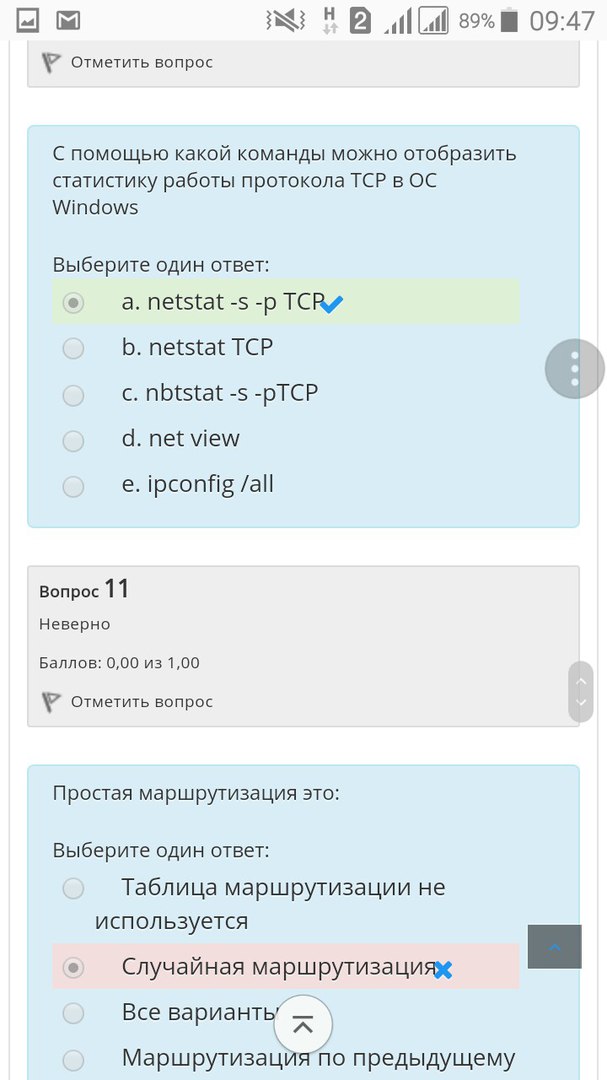 H 2 89% 09:47
Отметить вопрос
С помощью какой команды можно отобразить
статистику работы протокола TCP в ОС
Windows
Выберите один ответ:
a. netstat -s -p TCP
b. netstat TCP
c. nbtstat -s -pTCP
d. net view
e. ipconfig /all
Вопрос 11
Неверно
Баллов: 0,00 из 1,00
Отметить вопрос
Простая маршрутизация это:
Выберите один ответ:
Таблица маршрутизации не
используется
Случайная маршрутизация
Все варианты
Маршрутизация по предыдущему